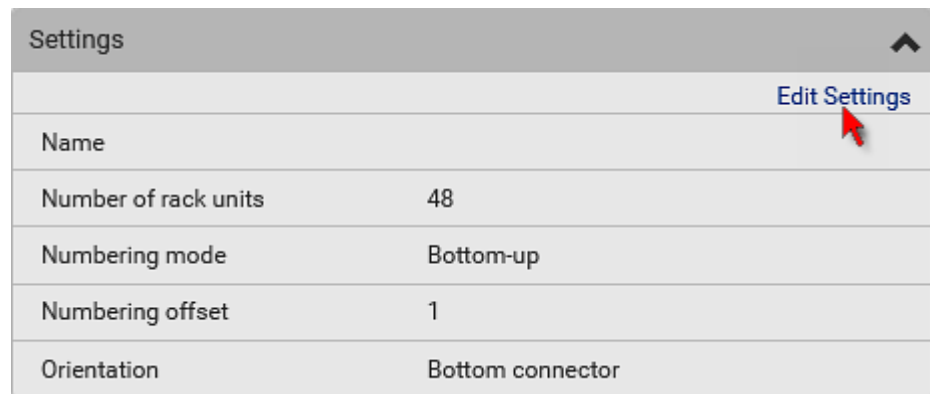 Settings
Edit Settings
Name
Number of rack units 48
Numbering mode Bottom-up
Numbering offset 1
Orientation Bottom connector